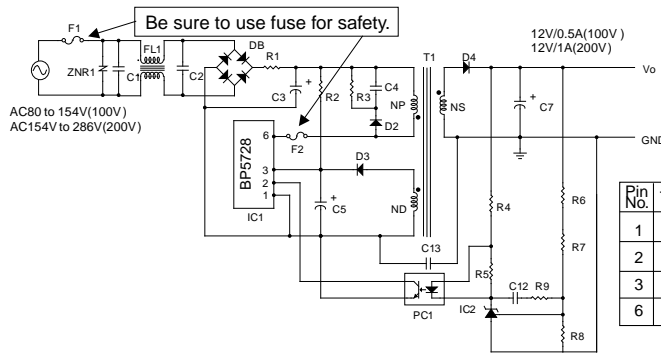 Be sure to use fuse for safety.
F1
FL1
DB
R1
T1
D4
12V/0.5A(100V)
12V/1A(200V)
Vo
ZNR1
C1
C2
C3
+
R2
R3
C4
NP
NS
+
C7
D2
AC80 to 154V(100V)
AC154V to 286V(200V)
BP5728
6
3
2
1
F2
GND
D3
IC1
+
C5
ND
R4
R6
R7
C13
R5
C12
R9
PC1
IC2
R8
Pin
No.
1
2
3
6